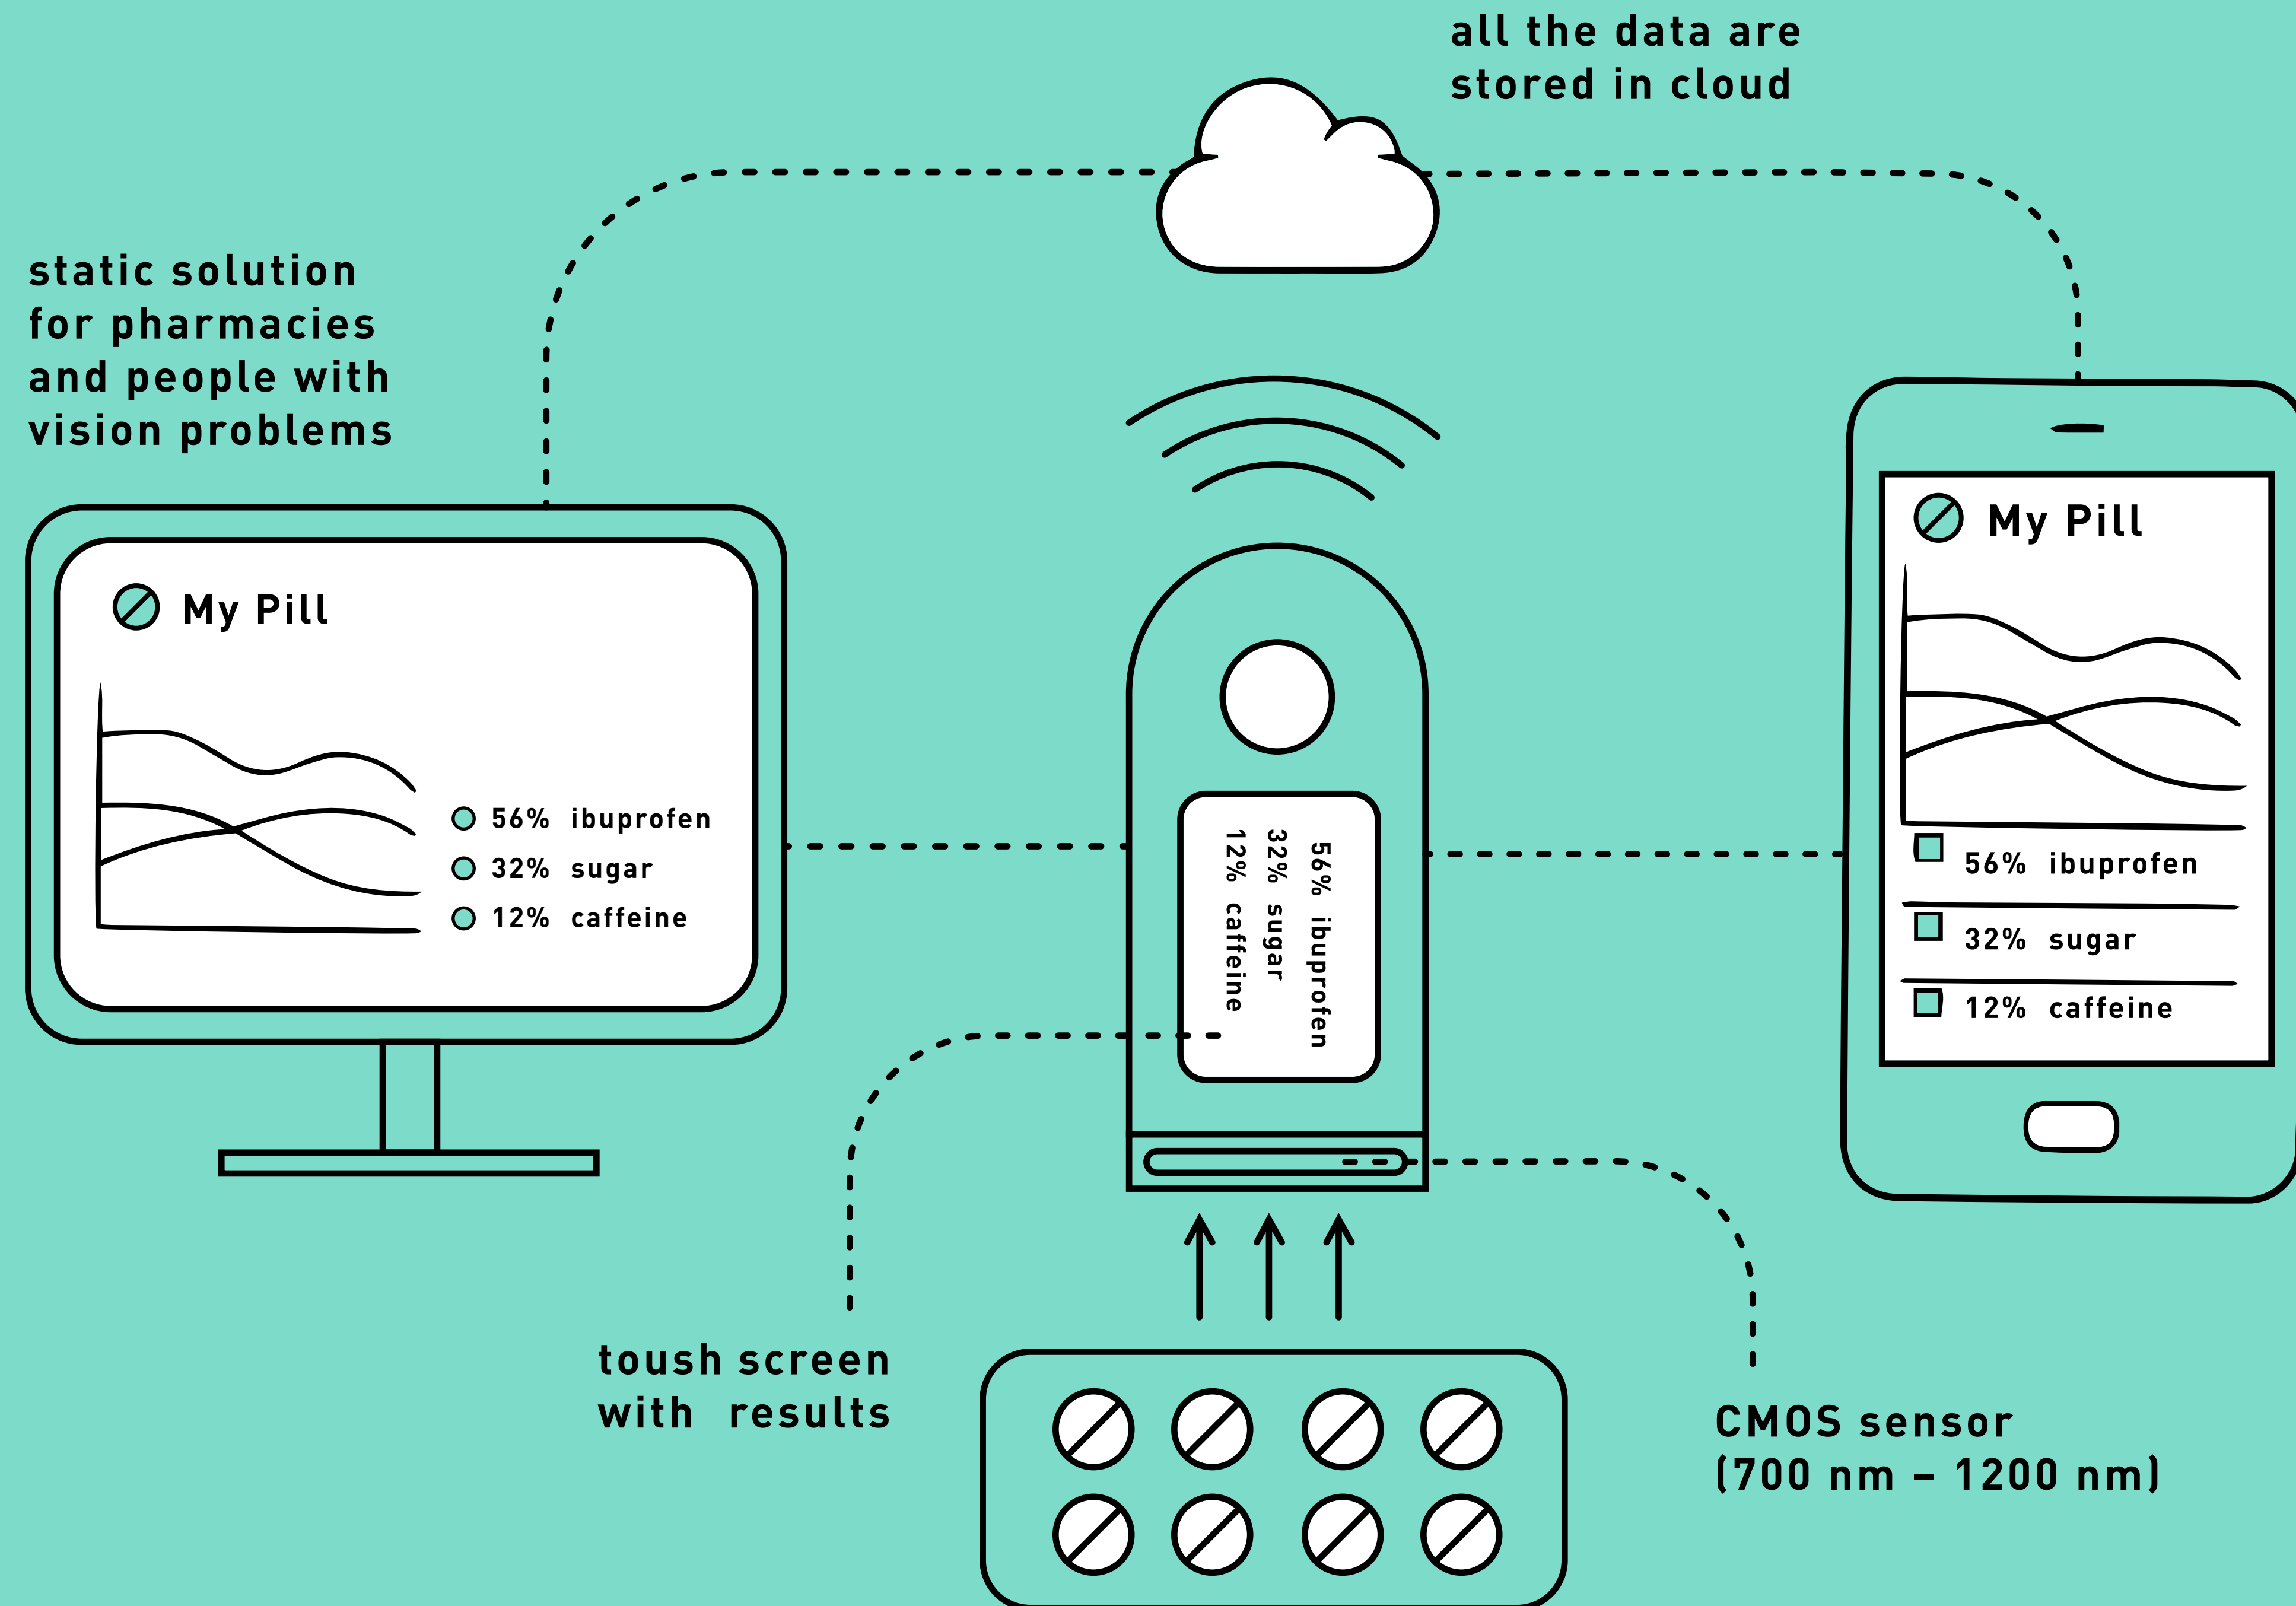 all the data are
stored in cloud
static solution
for pharmacies
and people with
vision problems
My Pill
56% ibuprofen
32% sugar
12% caffeine
56% ibuprofen
32% sugar
12% caffeine
My Pill
56% ibuprofen
32% sugar
12% caffeine
toush screen
with results
CMOS sensor
(700 nm – 1200 nm)